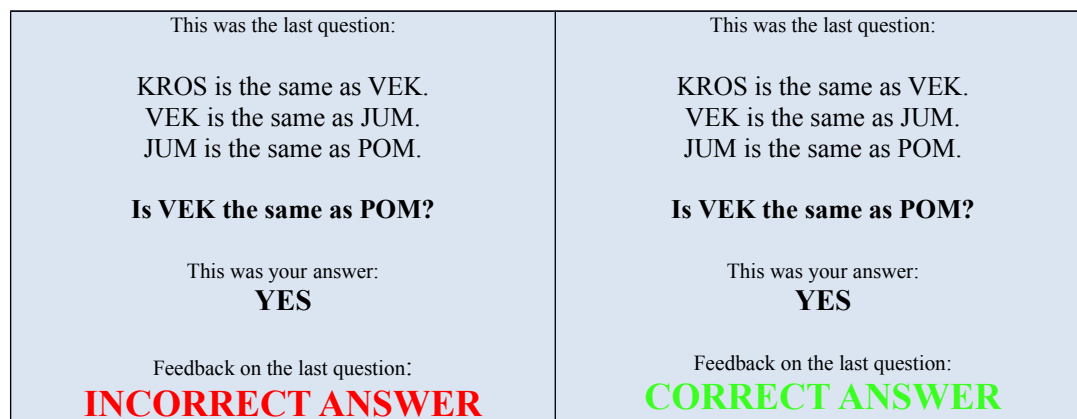 This was the last question:
KROS is the same as VEK.
VEK is the same as JUM.
JUM is the same as POM.
Is VEK the same as POM?
This was your answer:
YES
Feedback on the last question:
INCORRECT ANSWER
This was the last question:
KROS is the same as VEK.
VEK is the same as JUM.
JUM is the same as POM.
Is VEK the same as POM?
This was your answer:
YES
Feedback on the last question:
CORRECT ANSWER